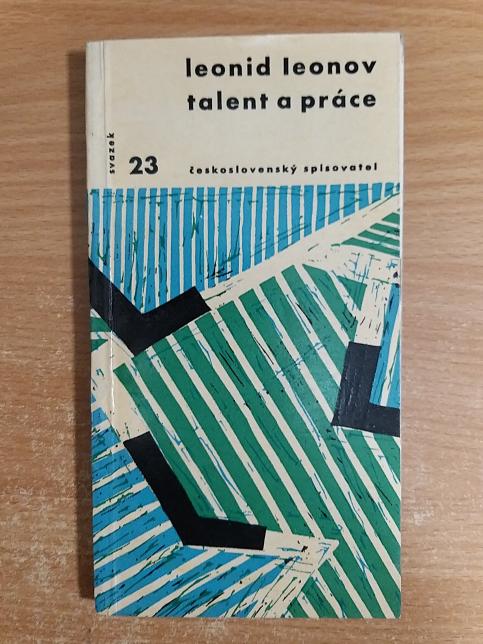 leonid leonov
talent a práce
svazek
23
československý spisovatel